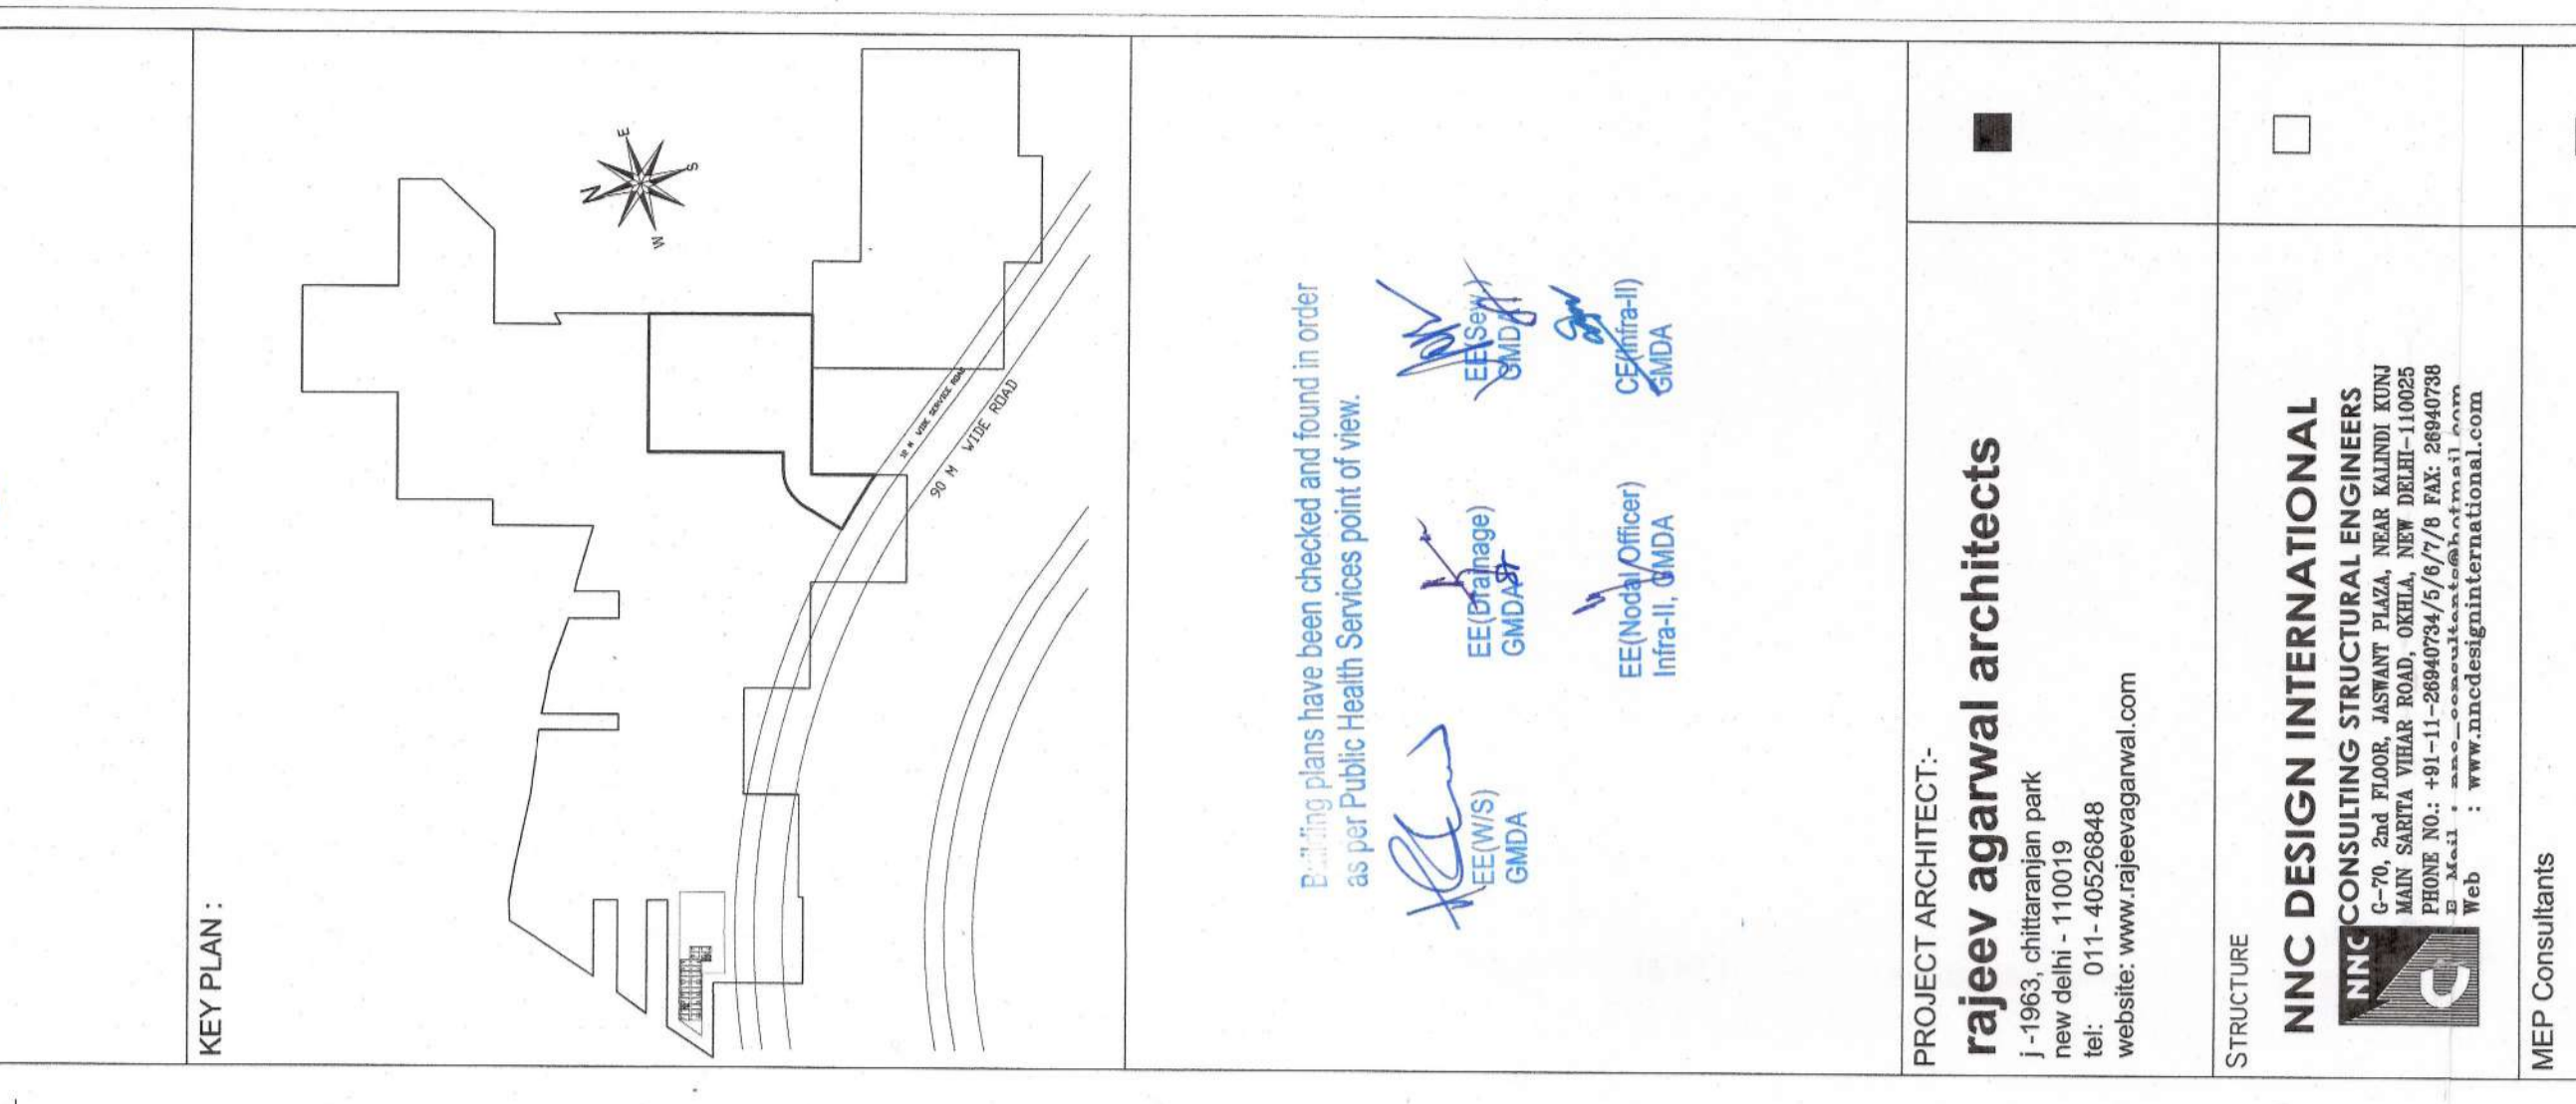 KEY PLAN :
N
E
S
W
12 M WIDE SERVICE ROAD
90 M WIDE ROAD
Building plans have been checked and found in order
as per Public Health Services point of view.
EE(W/S)
GMDA
EE(Drainage)
GMDA
EE(Sew)
GMDA
EE(Nodal Officer)
Infra-II, GMDA
CE(Infra-II)
GMDA
PROJECT ARCHITECT:-
rajeev agarwal architects
j -1963, chittaranjan park
new delhi - 110019
tel: 011- 40526848
website: www.rajeevagarwal.com
STRUCTURE
NNC DESIGN INTERNATIONAL
NNC
CONSULTING STRUCTURAL ENGINEERS
G-70, 2nd FLOOR, JASWANT PLAZA, NEAR KALINDI KUNJ
MAIN SARITA VIHAR ROAD, OKHLA, NEW DELHI-110025
PHONE NO.: +91-11-26940734/5/6/7/8 FAX: 26940738
E Mail : nnc_consultants@hotmail.com
Web : www.nncdesigninternational.com
MEP Consultants